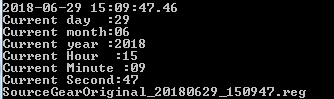 2018-06-29 15:09:47.46
Current day  :29
Current month:06
Current year :2018
Current Hour   :15
Current Minute :09
Current Second:47
SourceGearOriginal_20180629_150947.reg